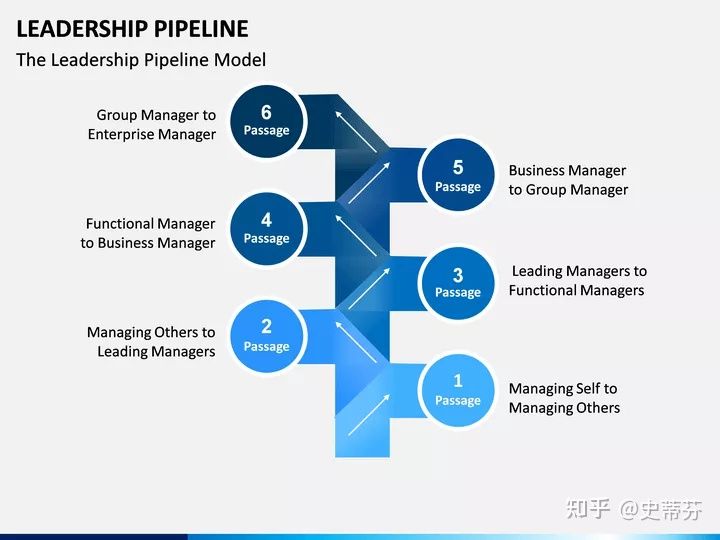 LEADERSHIP PIPELINE
The Leadership Pipeline Model
Group Manager to
Enterprise Manager
6
Passage
5
Passage
Business Manager
to Group Manager
Functional Manager
to Business Manager
4
Passage
3
Passage
Leading Managers to
Functional Managers
Managing Others to
Leading Managers
2
Passage
1
Passage
Managing Self to
Managing Others
知乎 @史蒂芬